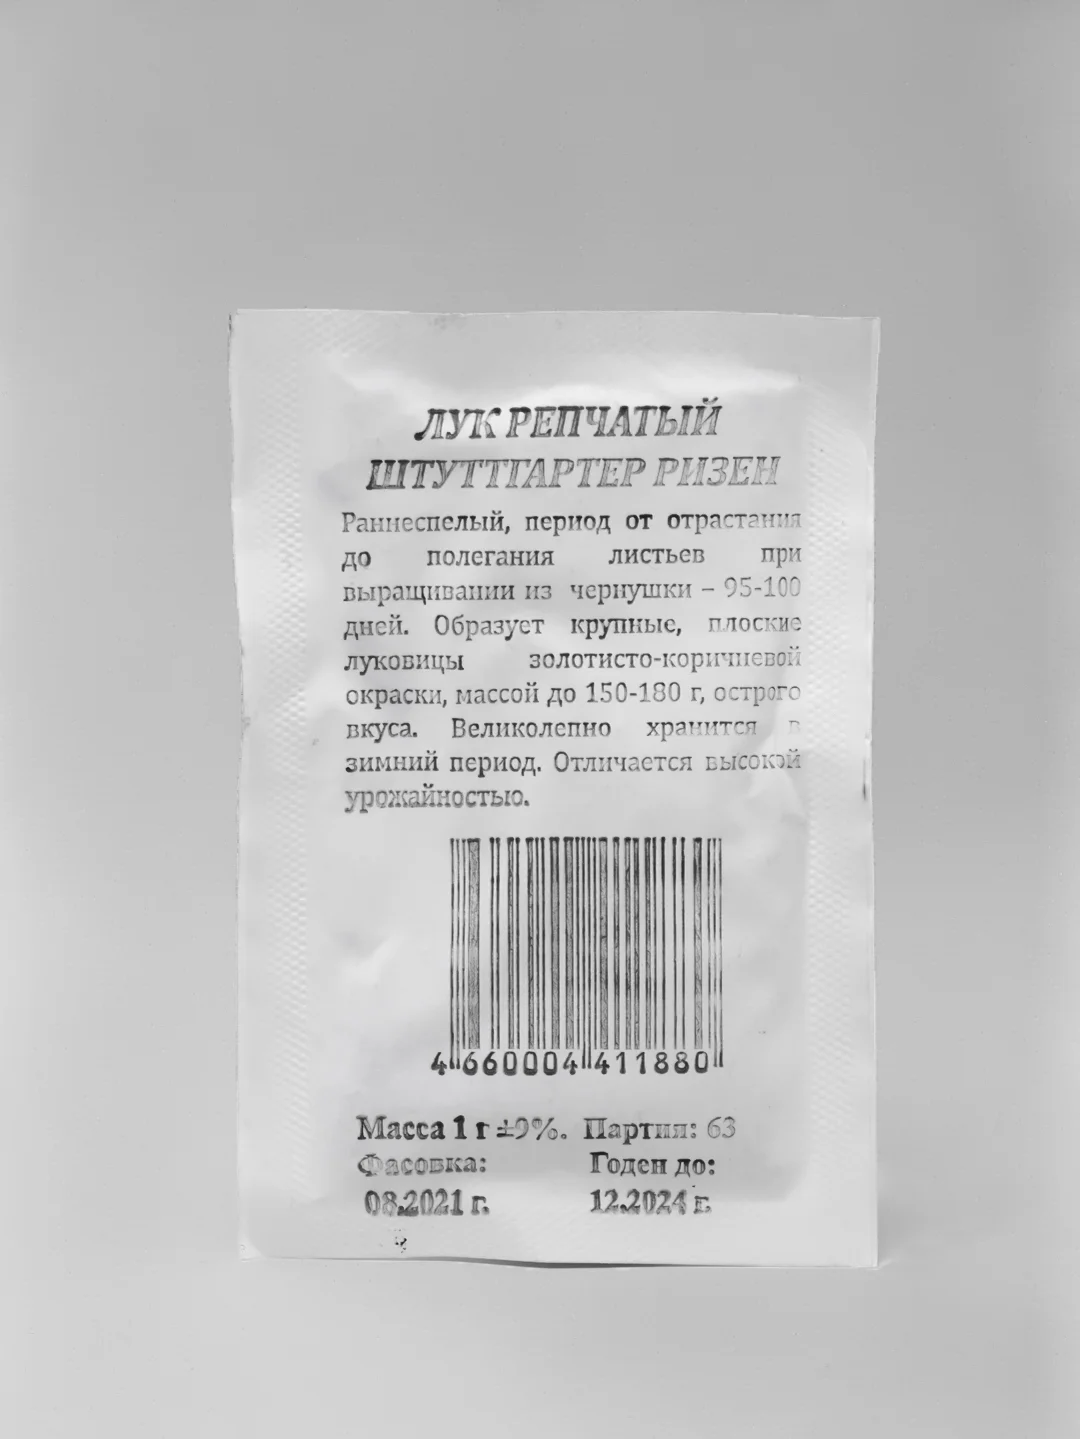 ЛУК РЕПЧАТЫЙ
ШТУТТГАРТЕР РИЗЕН
Раннеспелый, период от отрастания
до полегания листьев при
выращивании из чернушки – 95-100
дней. Образует крупные, плоские
луковицы золотисто-коричневой
окраски, массой до 150-180 г, острого
вкуса. Великолепно хранится в
зимний период. Отличается высокой
урожайностью.
4 660004 411880
Масса 1 г ±9%. Партия: 63
Фасовка: Годен до:
08.2021 г. 12.2024 г.